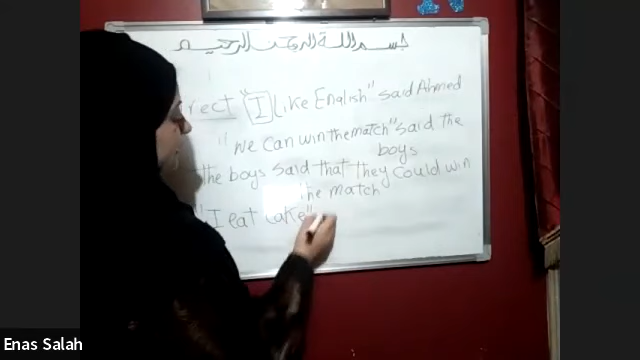 بسم الله الرحمن الرحيم
rect "I Like English" said Ahmed
"we can win the match" said the
boys
the boys said that they could win
the match
"I eat cake"
Enas Salah